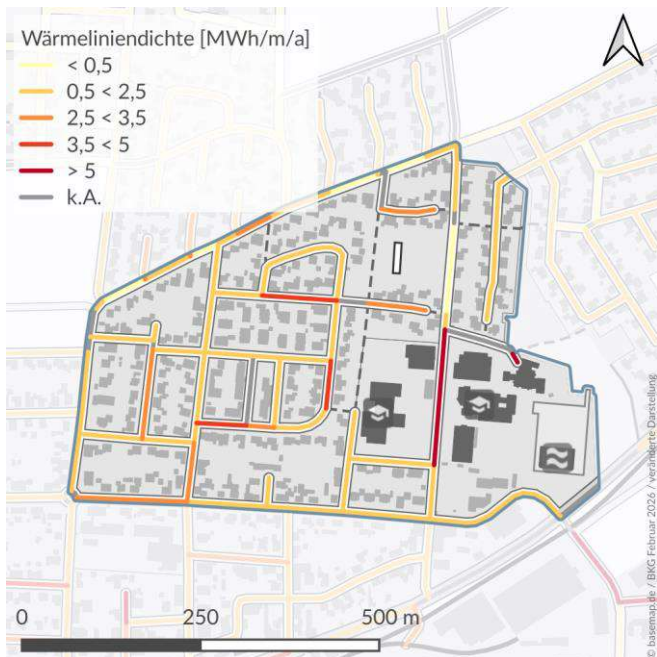 Wärmeliniendichte [MWh/m/a]
< 0,5
0,5 < 2,5
2,5 < 3,5
3,5 < 5
> 5
k.A.
0 250 500 m
© basemap.de / BKG Februar 2026 / veränderte Darstellung